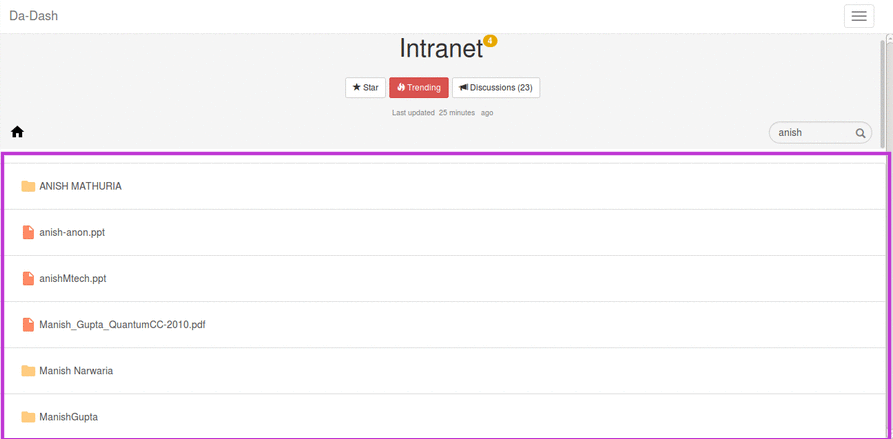 Da-Dash
Intranet 4
Star Trending Discussions (23)
Last updated 25 minutes ago
anish
ANISH MATHURIA
anish-anon.ppt
anishMtech.ppt
Manish_Gupta_QuantumCC-2010.pdf
Manish Narwaria
ManishGupta